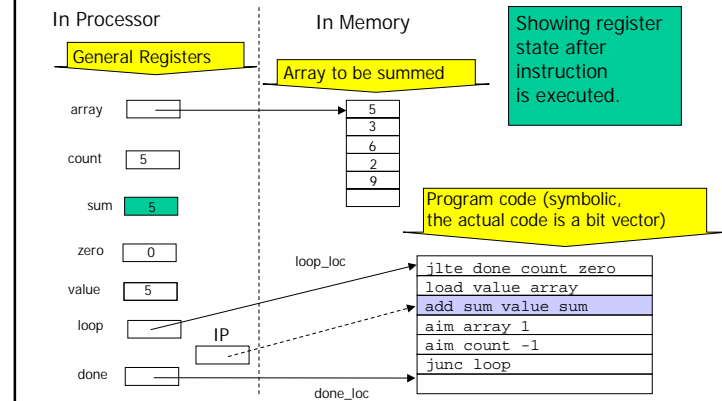 In Processor
In Memory
Showing register
state after
instruction
is executed.
General Registers
Array to be summed
array
5
3
6
2
9
count
5
sum
5
Program code (symbolic,
the actual code is a bit vector)
zero
0
loop_loc
value
5
jlte done count zero
load value array
add sum value sum
aim array 1
aim count -1
junc loop
loop
IP
done
done_loc